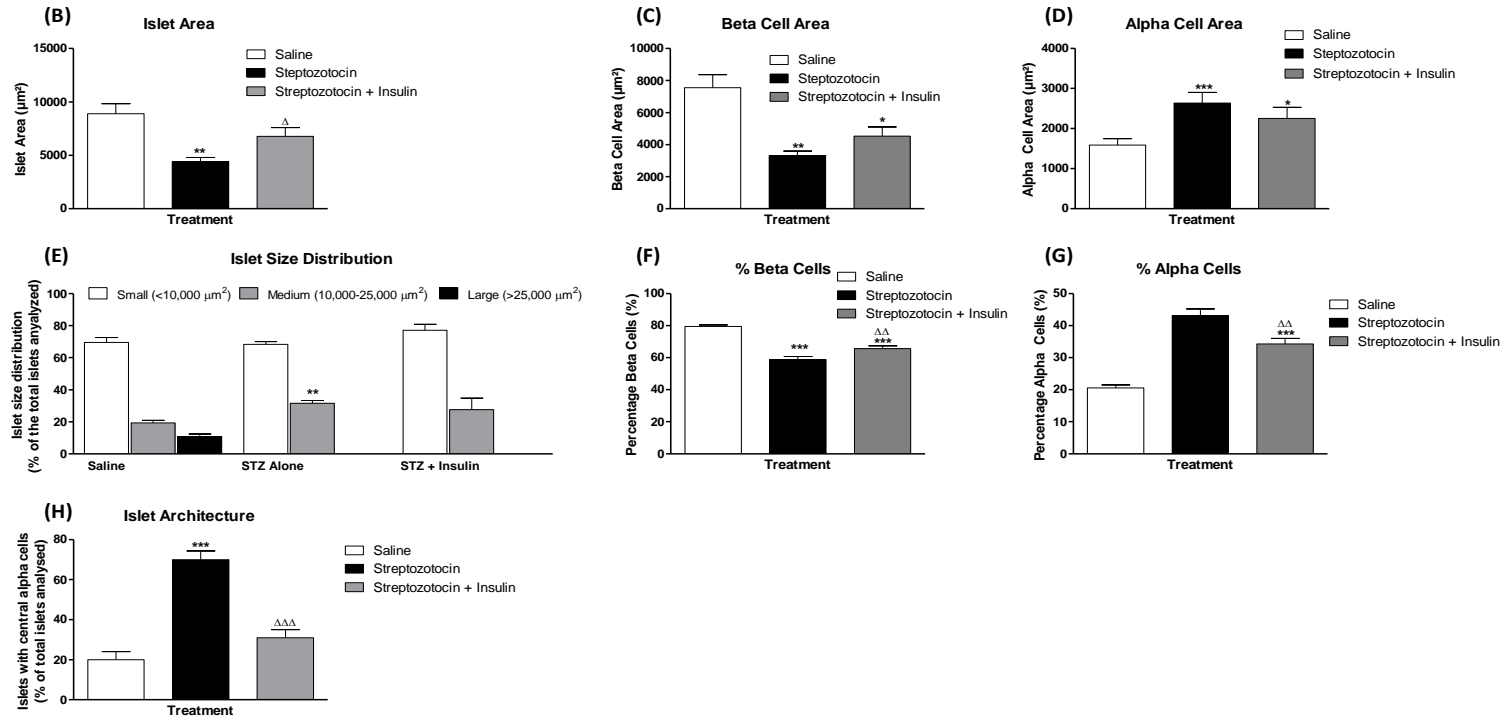 (B)
Islet Area
Islet Area (µm²)
15000
10000
5000
0
Saline
Steptozotocin
Streptozotocin + Insulin
**
Δ
Treatment
(C)
Beta Cell Area
Beta Cell Area (µm²)
10000
8000
6000
4000
2000
0
Saline
Streptozotocin
Streptozotocin + Insulin
**
*
Treatment
(D)
Alpha Cell Area
Alpha Cell Area (µm²)
4000
3000
2000
1000
0
Saline
Steptozotocin
Streptozotocin + Insulin
***
*
Treatment
(E)
Islet Size Distribution
Islet size distribution
(% of the total islets anyalyzed)
100
80
60
40
20
0
Small (<10,000 µm²)
Medium (10,000-25,000 µm²)
Large (>25,000 µm²)
**
Saline
STZ Alone
STZ + Insulin
(F)
% Beta Cells
Percentage Beta Cells (%)
100
80
60
40
20
0
Saline
Streptozotocin
Streptozotocin + Insulin
***
ΔΔ
***
Treatment
(G)
% Alpha Cells
Percentage Alpha Cells (%)
50
40
30
20
10
0
Saline
Streptozotocin
Streptozotocin + Insulin
ΔΔ
***
Treatment
(H)
Islet Architecture
Islets with central alpha cells
(% of total islets analysed)
80
60
40
20
0
Saline
Streptozotocin
Streptozotocin + Insulin
***
ΔΔΔ
Treatment